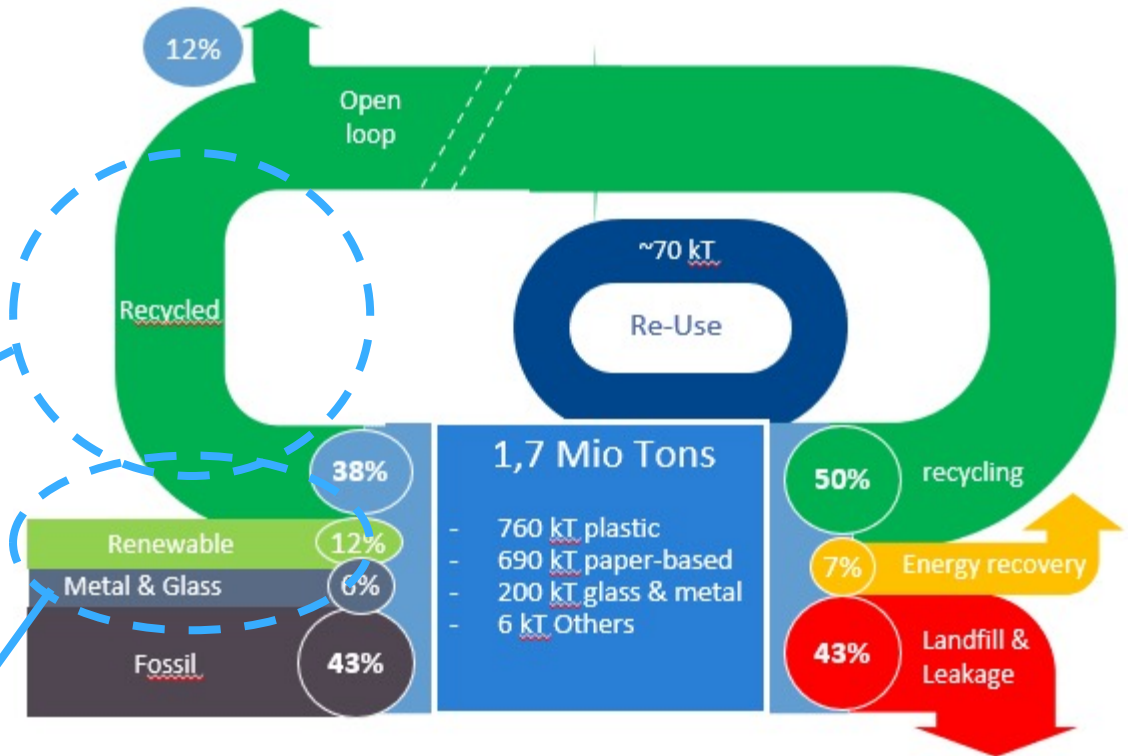 12%
Open
loop
~70 kT
Re-Use
Recycled
1,7 Mio Tons
- 760 kT plastic
- 690 kT paper-based
- 200 kT glass & metal
- 6 kT Others
38%
Renewable
12%
Metal & Glass
6%
Fossil
43%
50%
recycling
7%
Energy recovery
43%
Landfill &
Leakage